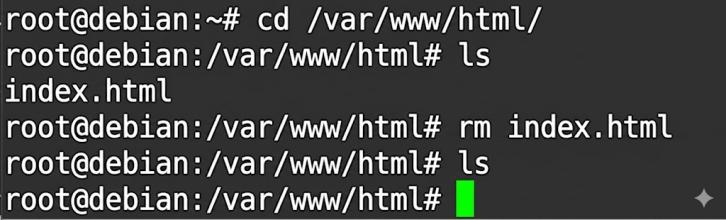 root@debian:~# cd /var/www/html/
root@debian:/var/www/html# ls
index.html
root@debian:/var/www/html# rm index.html
root@debian:/var/www/html# ls
root@debian:/var/www/html#